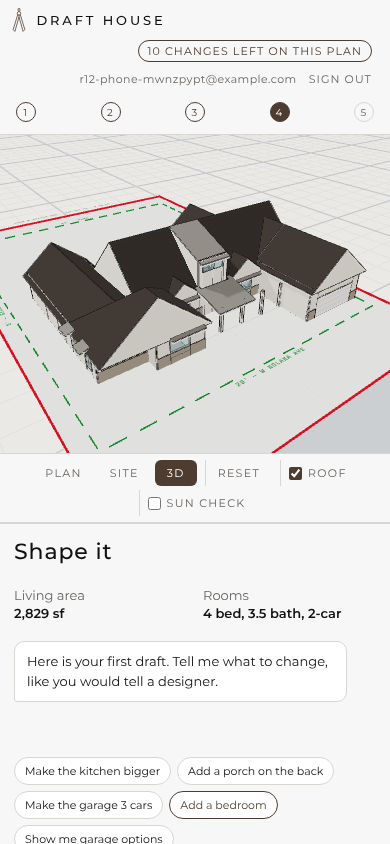 DRAFT HOUSE
10 CHANGES LEFT ON THIS PLAN
r12-phone-mwnzpypt@example.com SIGN OUT
1 2 3 4 5
PLAN SITE 3D RESET ROOF
SUN CHECK
Shape it
Living area Rooms
2,829 sf 4 bed, 3.5 bath, 2-car
Here is your first draft. Tell me what to change,
like you would tell a designer.
Make the kitchen bigger Add a porch on the back
Make the garage 3 cars Add a bedroom
Show me garage options